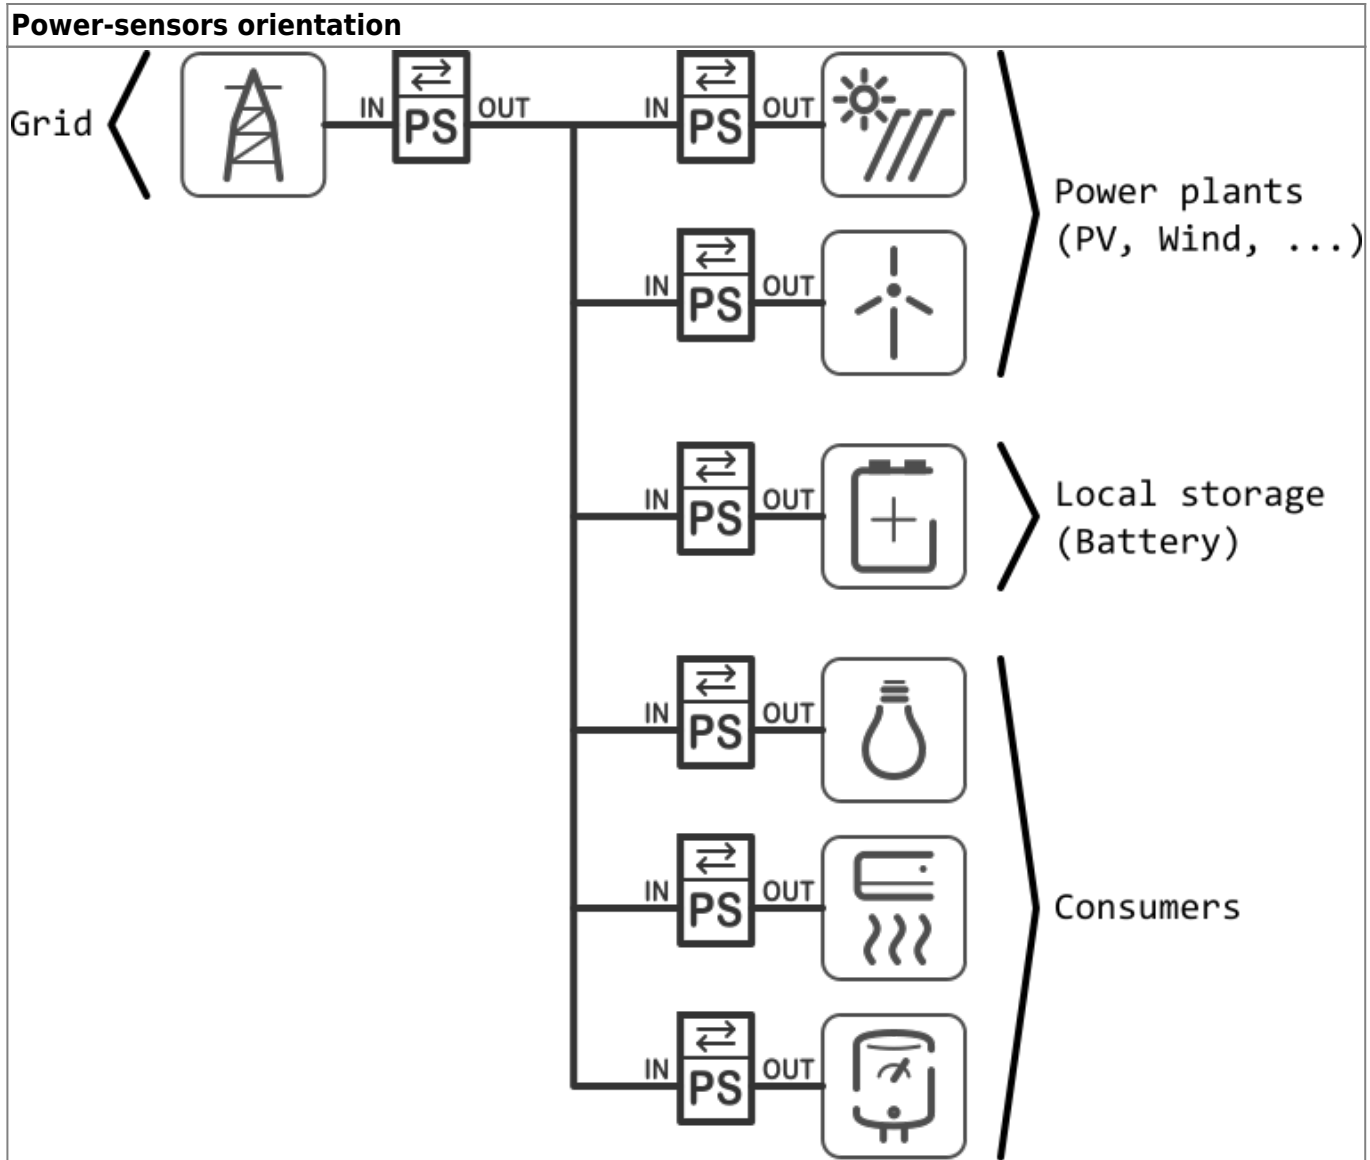 Power-sensors orientation
Grid
IN PS OUT
IN PS OUT
Power plants
(PV, Wind, ...)
IN PS OUT
IN PS OUT
Local storage
(Battery)
IN PS OUT
IN PS OUT
Consumers
IN PS OUT